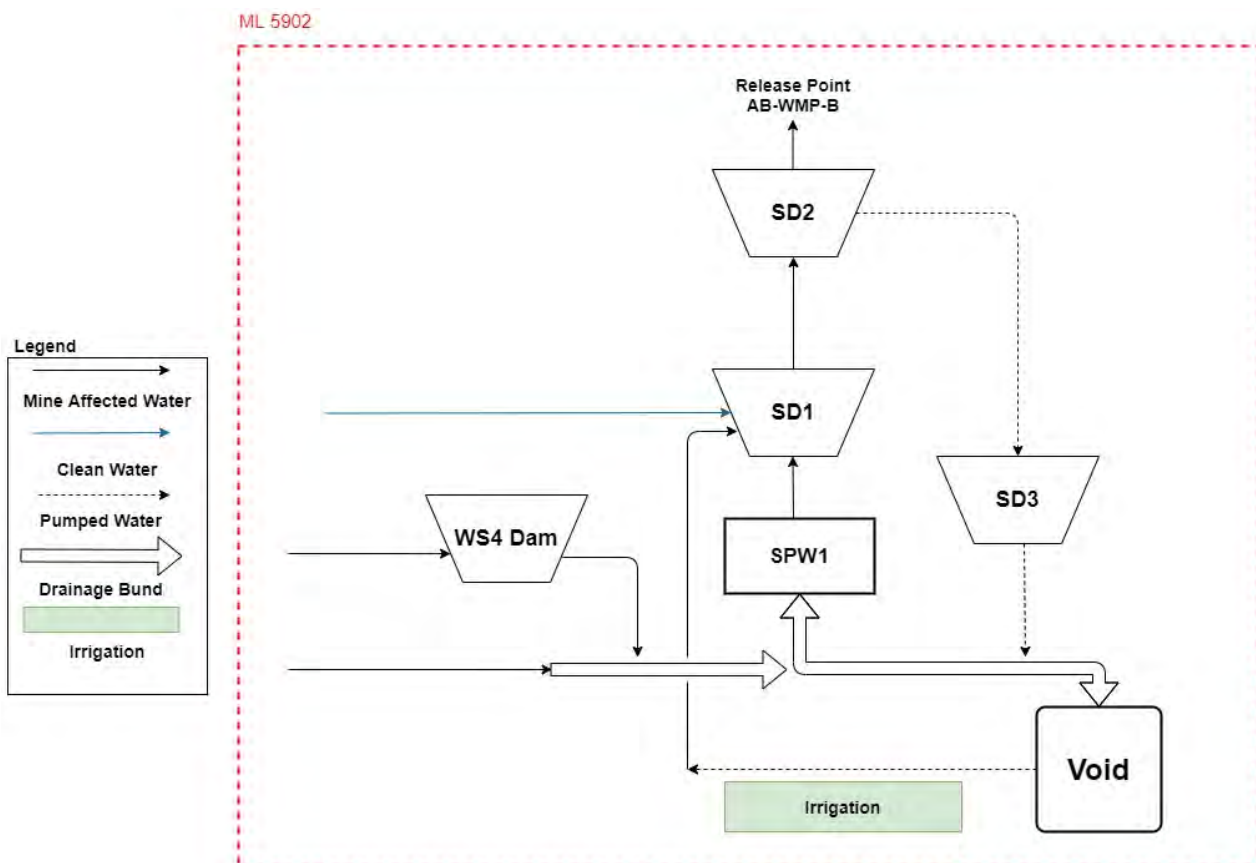 ML 5902
Release Point
AB-WMP-B
SD2
SD1
SD3
WS4 Dam
SPW1
Void
Irrigation
Legend
Mine Affected Water
Clean Water
Pumped Water
Drainage Bund
Irrigation